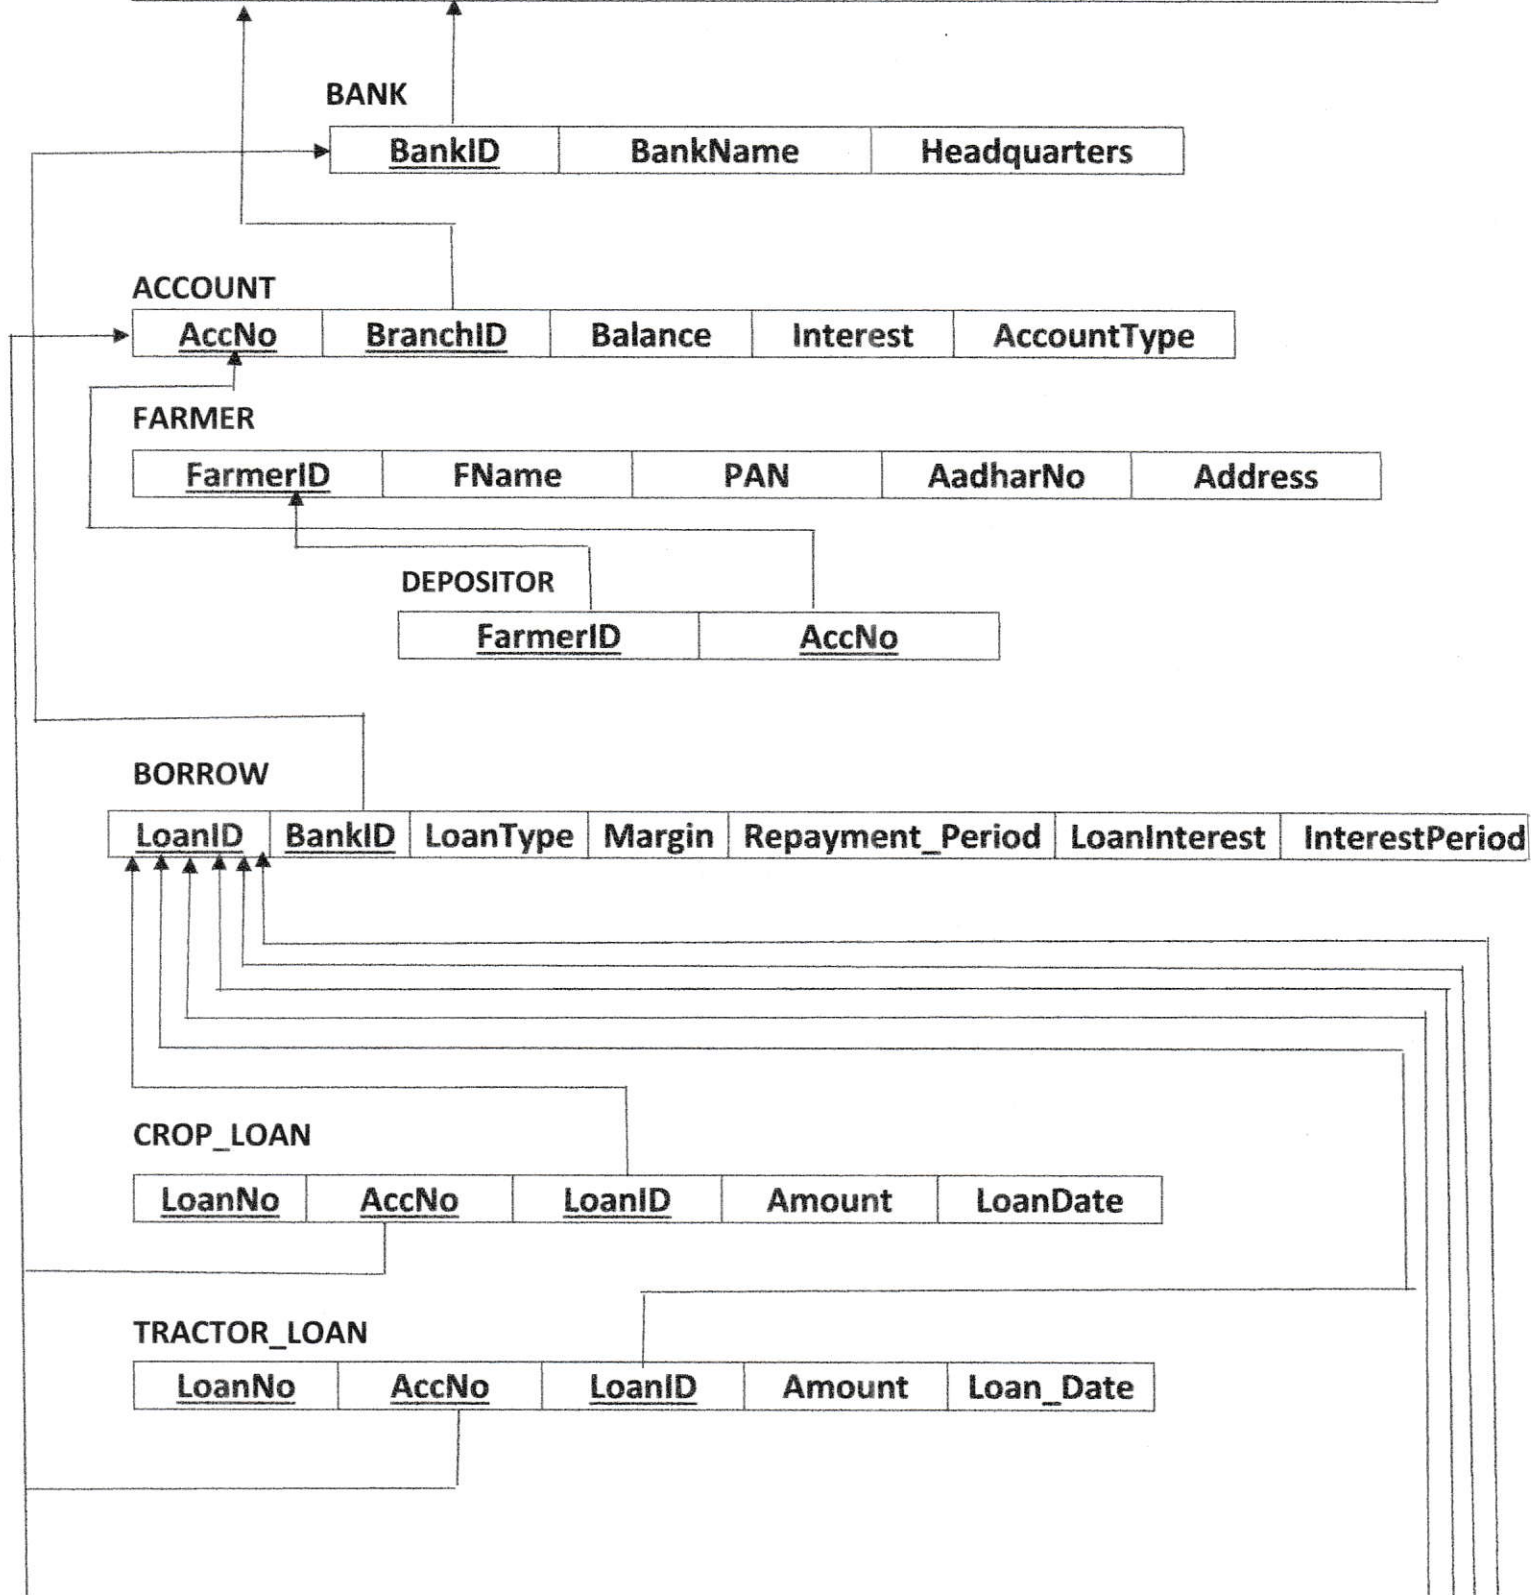 BANK
BankID BankName Headquarters
ACCOUNT
AccNo BranchID Balance Interest AccountType
FARMER
FarmerID FName PAN AadharNo Address
DEPOSITOR
FarmerID AccNo
BORROW
LoanID BankID LoanType Margin Repayment_Period LoanInterest InterestPeriod
CROP_LOAN
LoanNo AccNo LoanID Amount LoanDate
TRACTOR_LOAN
LoanNo AccNo LoanID Amount Loan_Date